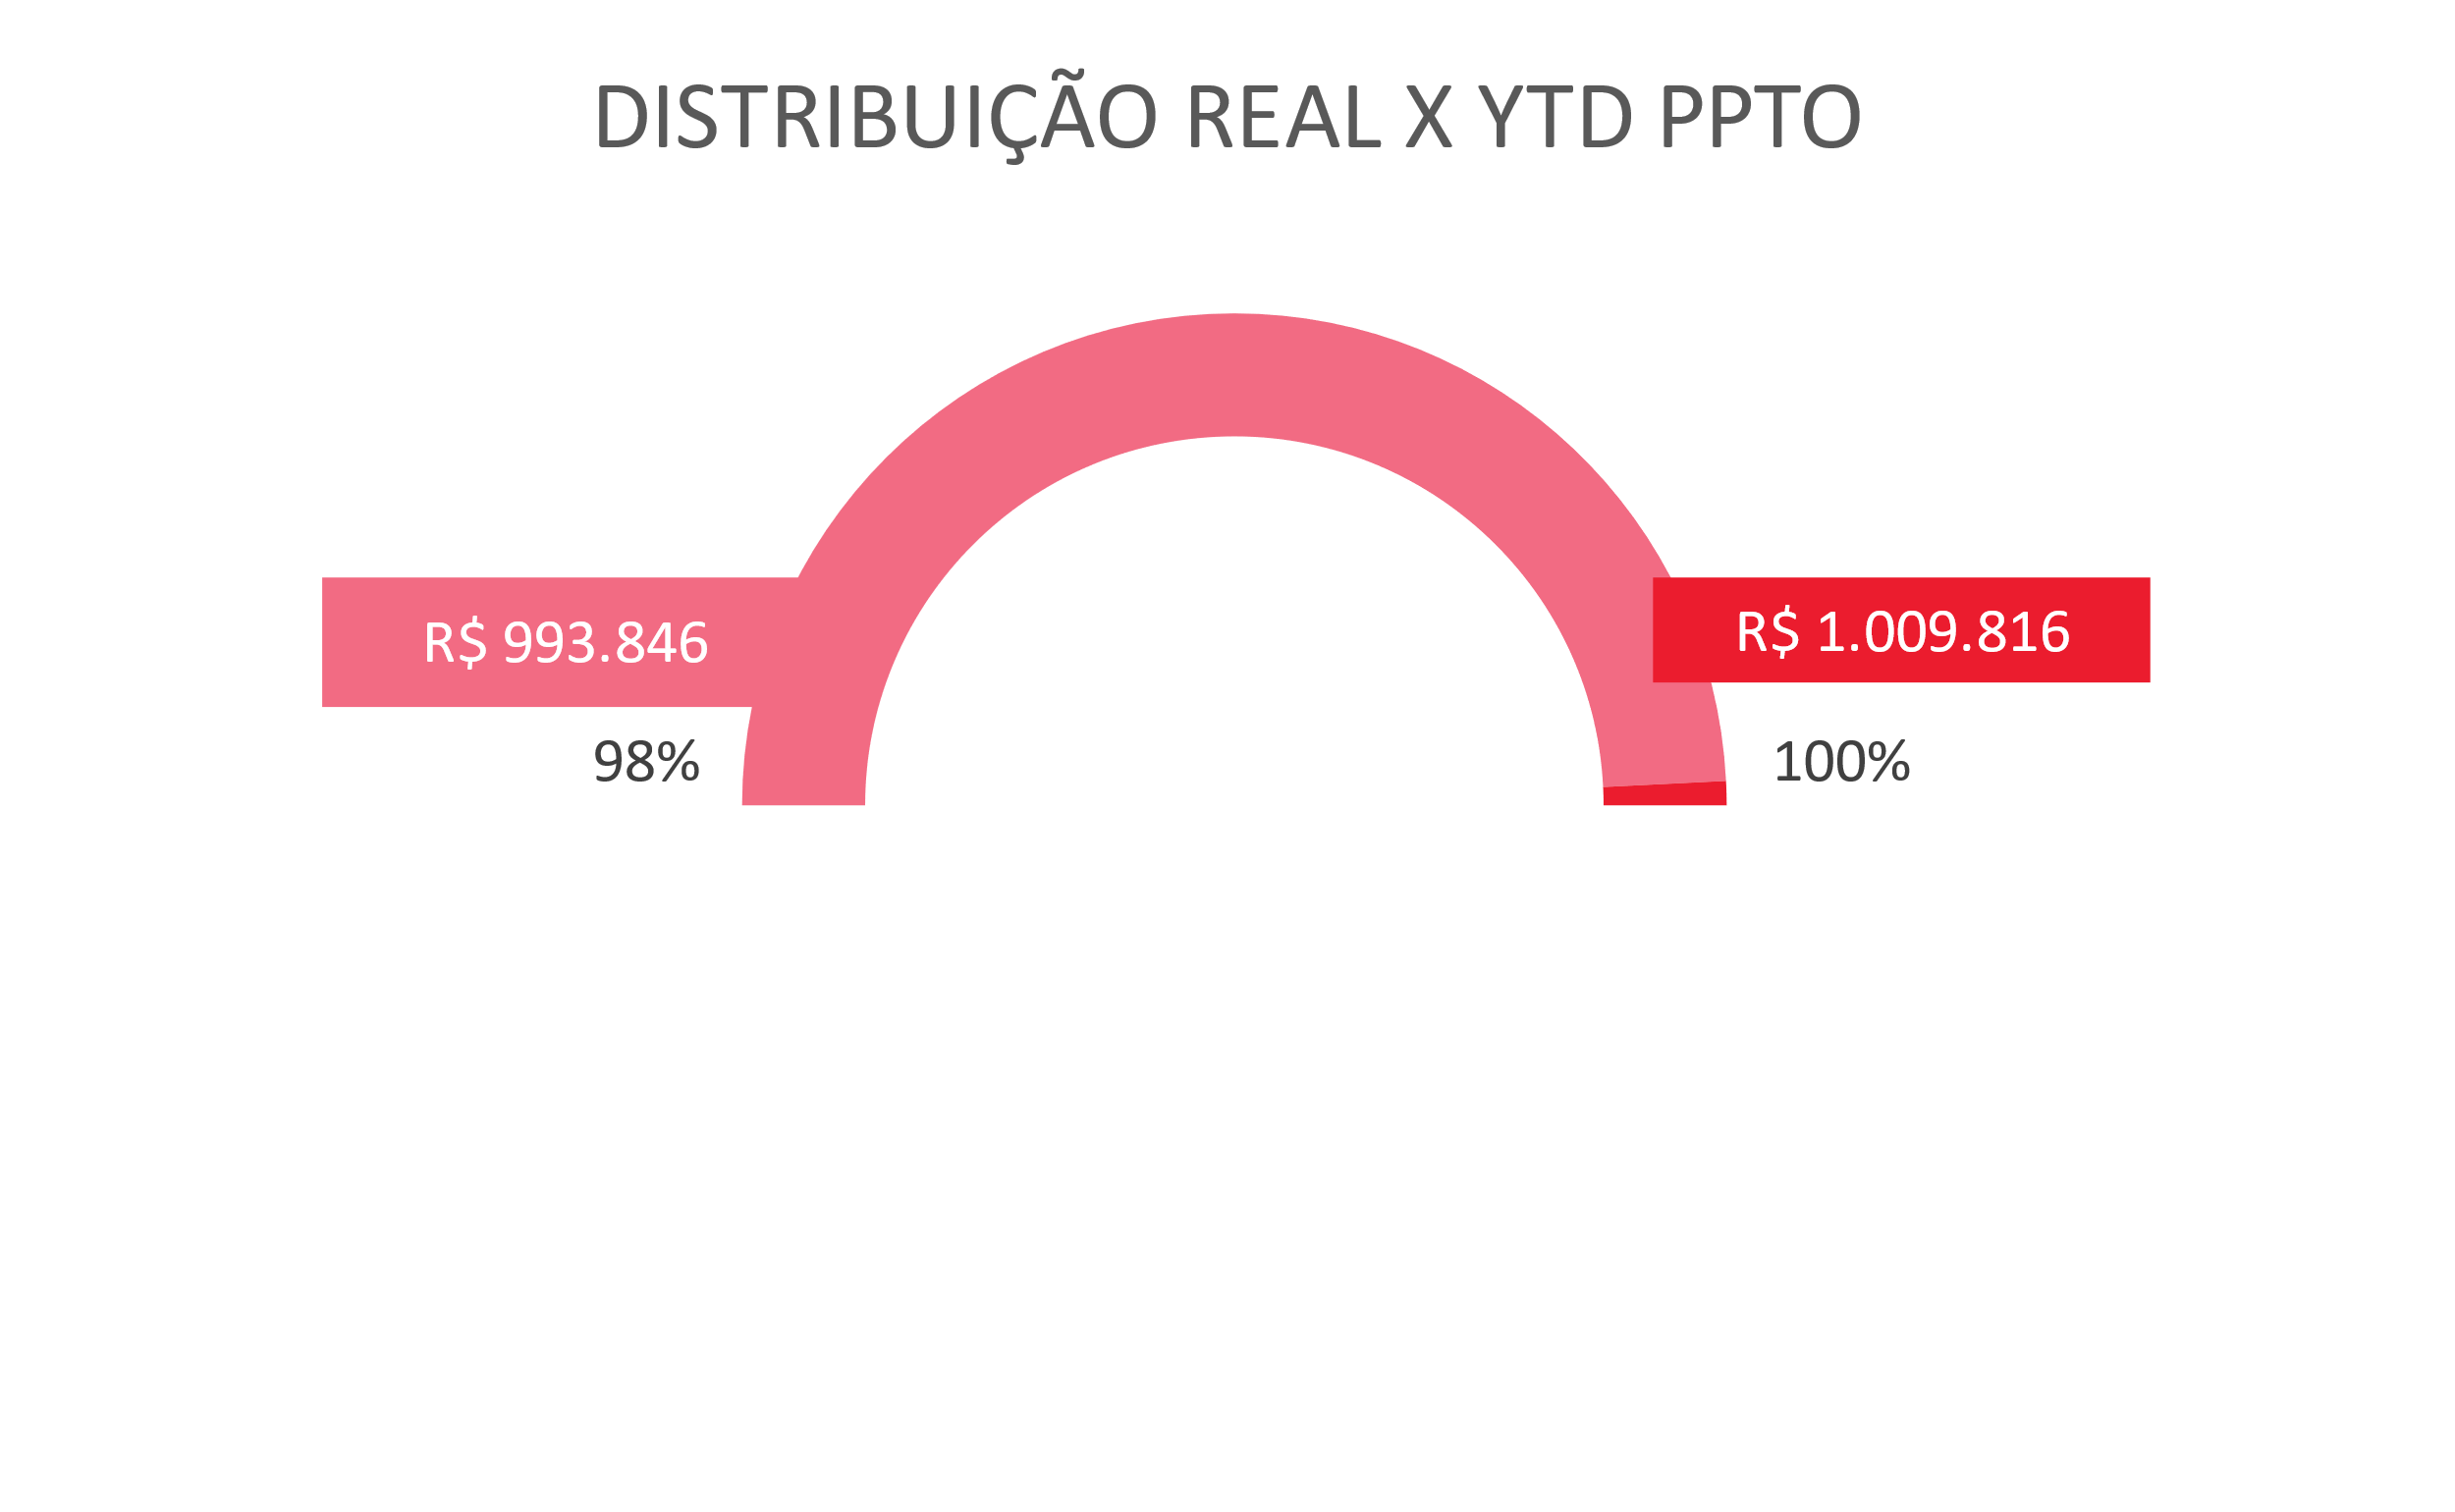 DISTRIBUIÇÃO REAL X YTD PPTO
R$ 993.846
R$ 1.009.816
98%
100%